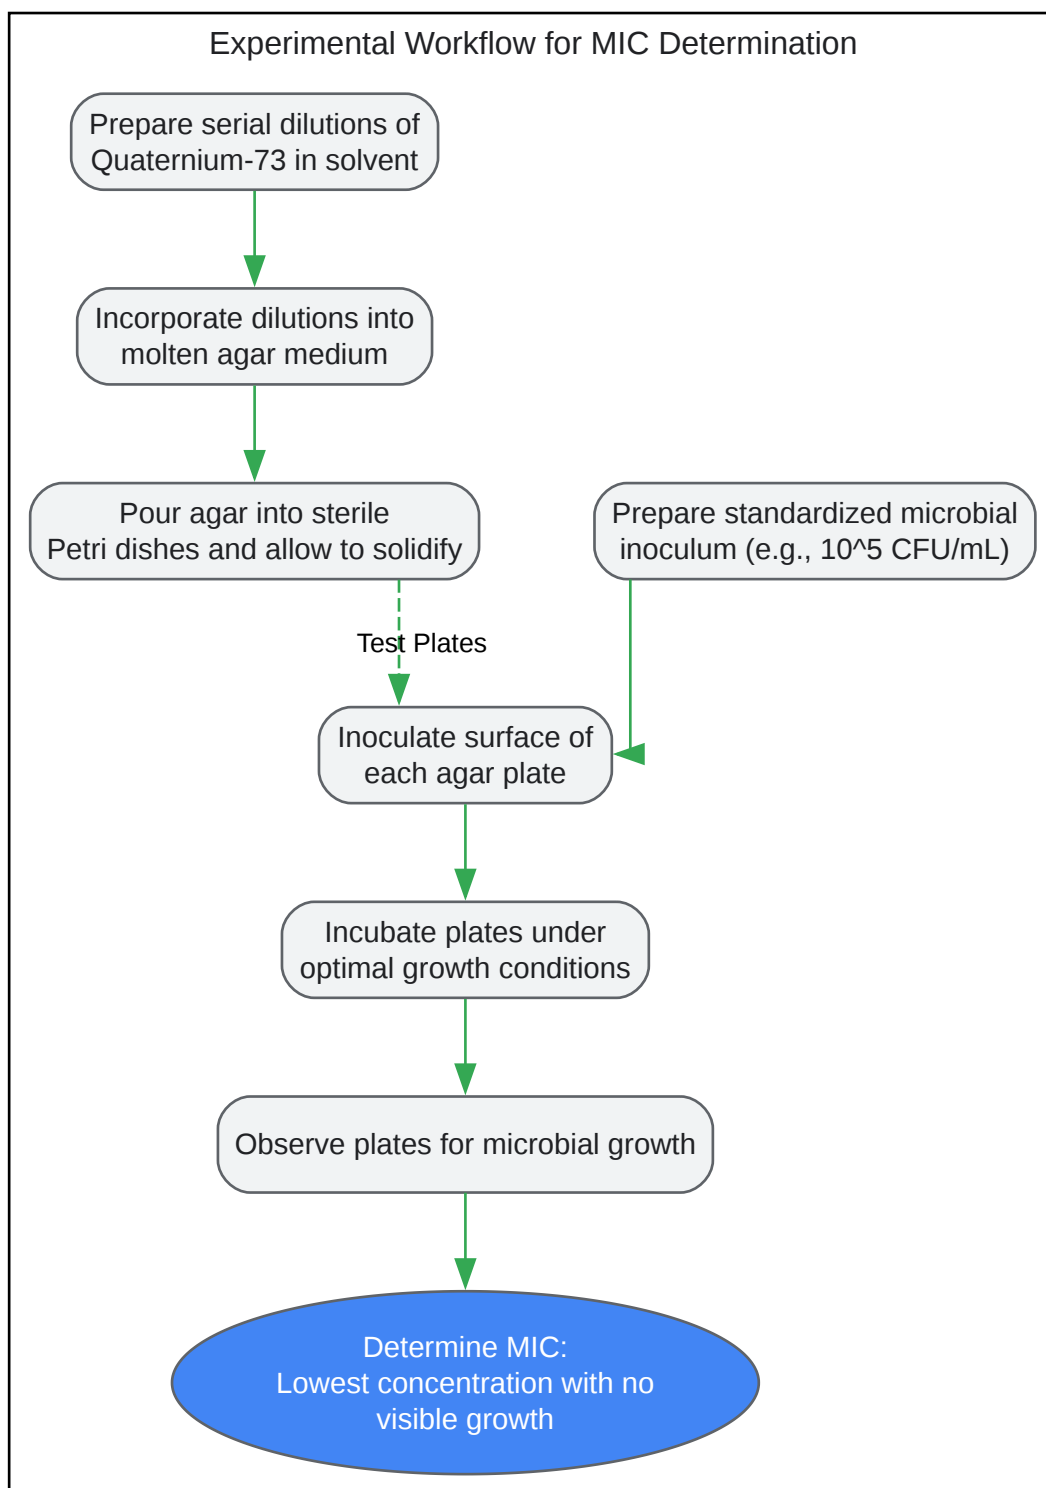 Experimental Workflow for MIC Determination
Prepare serial dilutions of
Quaternium-73 in solvent
Incorporate dilutions into
molten agar medium
Pour agar into sterile
Petri dishes and allow to solidify
Prepare standardized microbial
inoculum (e.g., 10^5 CFU/mL)
Test Plates
Inoculate surface of
each agar plate
Incubate plates under
optimal growth conditions
Observe plates for microbial growth
Determine MIC:
Lowest concentration with no
visible growth